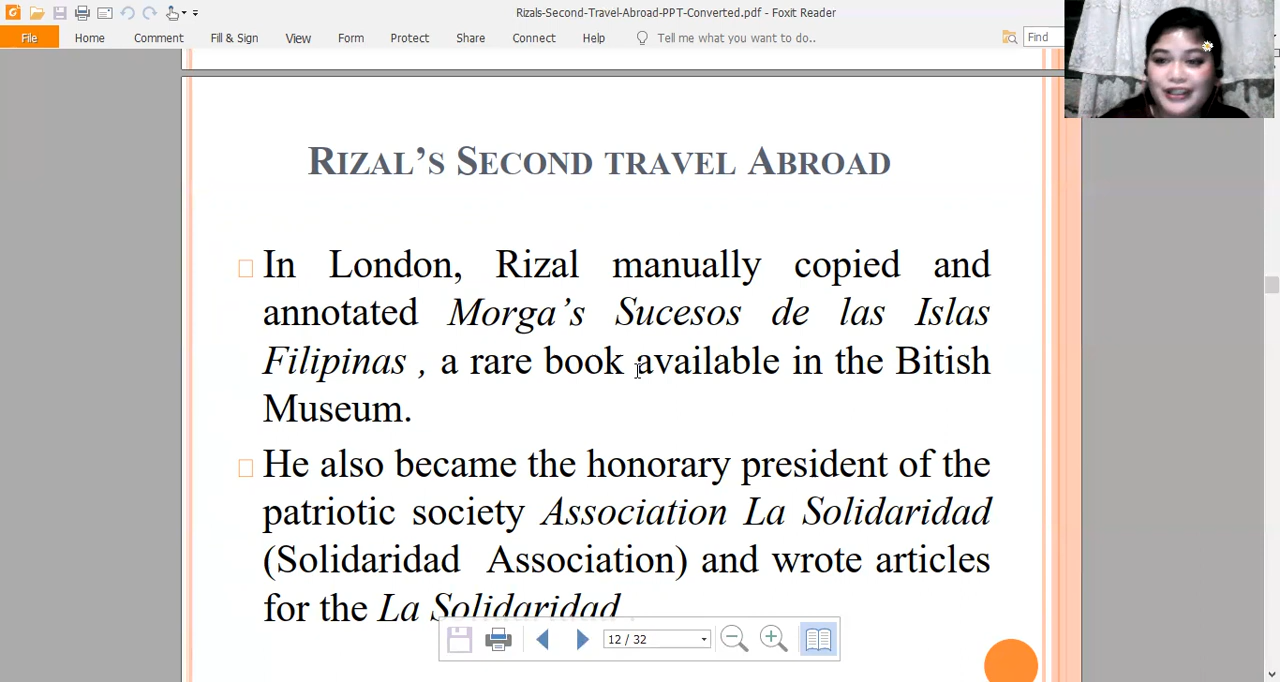 Rizals-Second-Travel-Abroad-PPT-Converted.pdf - Foxit Reader
File Home Comment Fill & Sign View Form Protect Share Connect Help Tell me what you want to do.. Find
RIZAL'S SECOND TRAVEL ABROAD
In London, Rizal manually copied and
annotated Morga's Sucesos de las Islas
Filipinas , a rare book available in the Bitish
Museum.
He also became the honorary president of the
patriotic society Association La Solidaridad
(Solidaridad Association) and wrote articles
for the La Solidaridad .
12 / 32